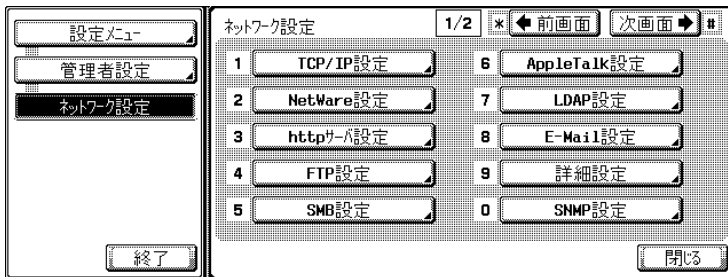 設定メニュー
管理者設定
ネットワーク設定
終了
ネットワーク設定 1/2 * ←前画面 次画面→ #
1 TCP/IP設定 6 AppleTalk設定
2 NetWare設定 7 LDAP設定
3 httpサーバ設定 8 E-Mail設定
4 FTP設定 9 詳細設定
5 SMB設定 0 SNMP設定
閉じる